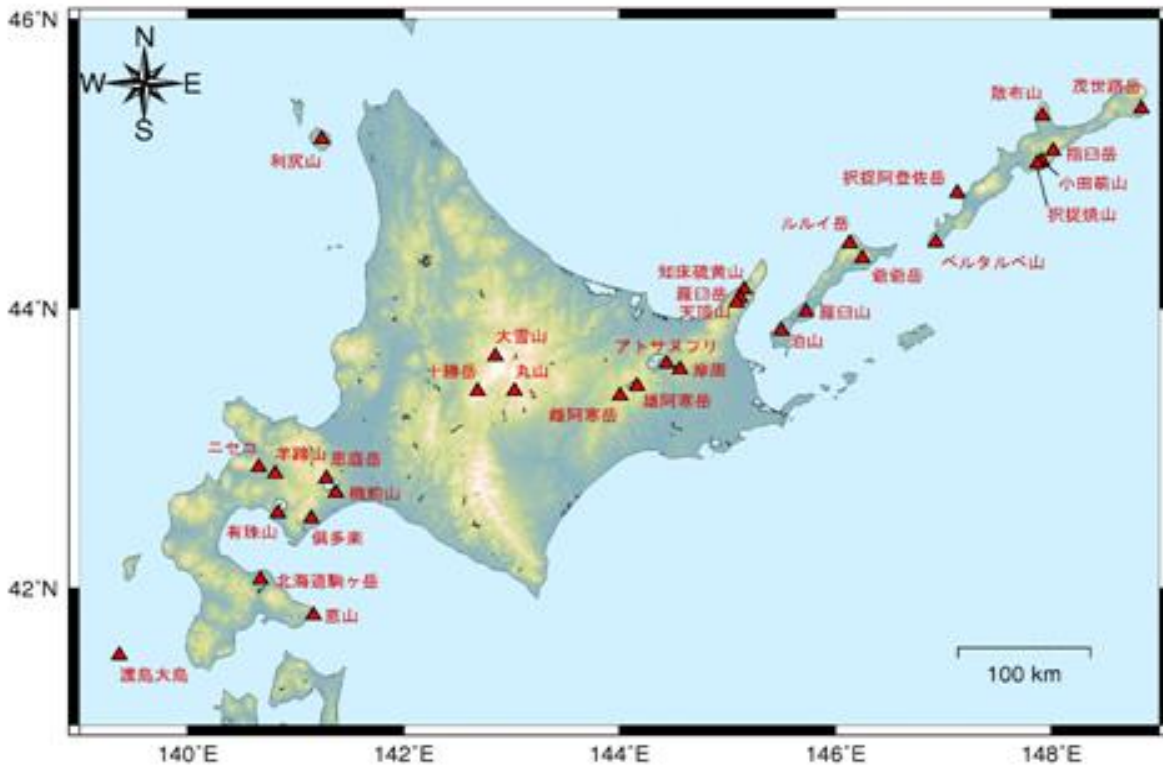 46°N
N
W E
S
散布山
茂世路岳
利尻山
指臼岳
小田萌山
択捉焼山
択捉阿登佐岳
ベルタルベ山
ルルイ岳
爺爺岳
羅臼山
泊山
知床硫黄山
羅臼岳
天頂山
44°N
大雪山
十勝岳
丸山
アトサヌプリ
摩周
雄阿寒岳
雌阿寒岳
ニセコ
羊蹄山
恵庭岳
樽前山
有珠山
倶多楽
42°N
北海道駒ヶ岳
恵山
渡島大島
100 km
140°E
142°E
144°E
146°E
148°E